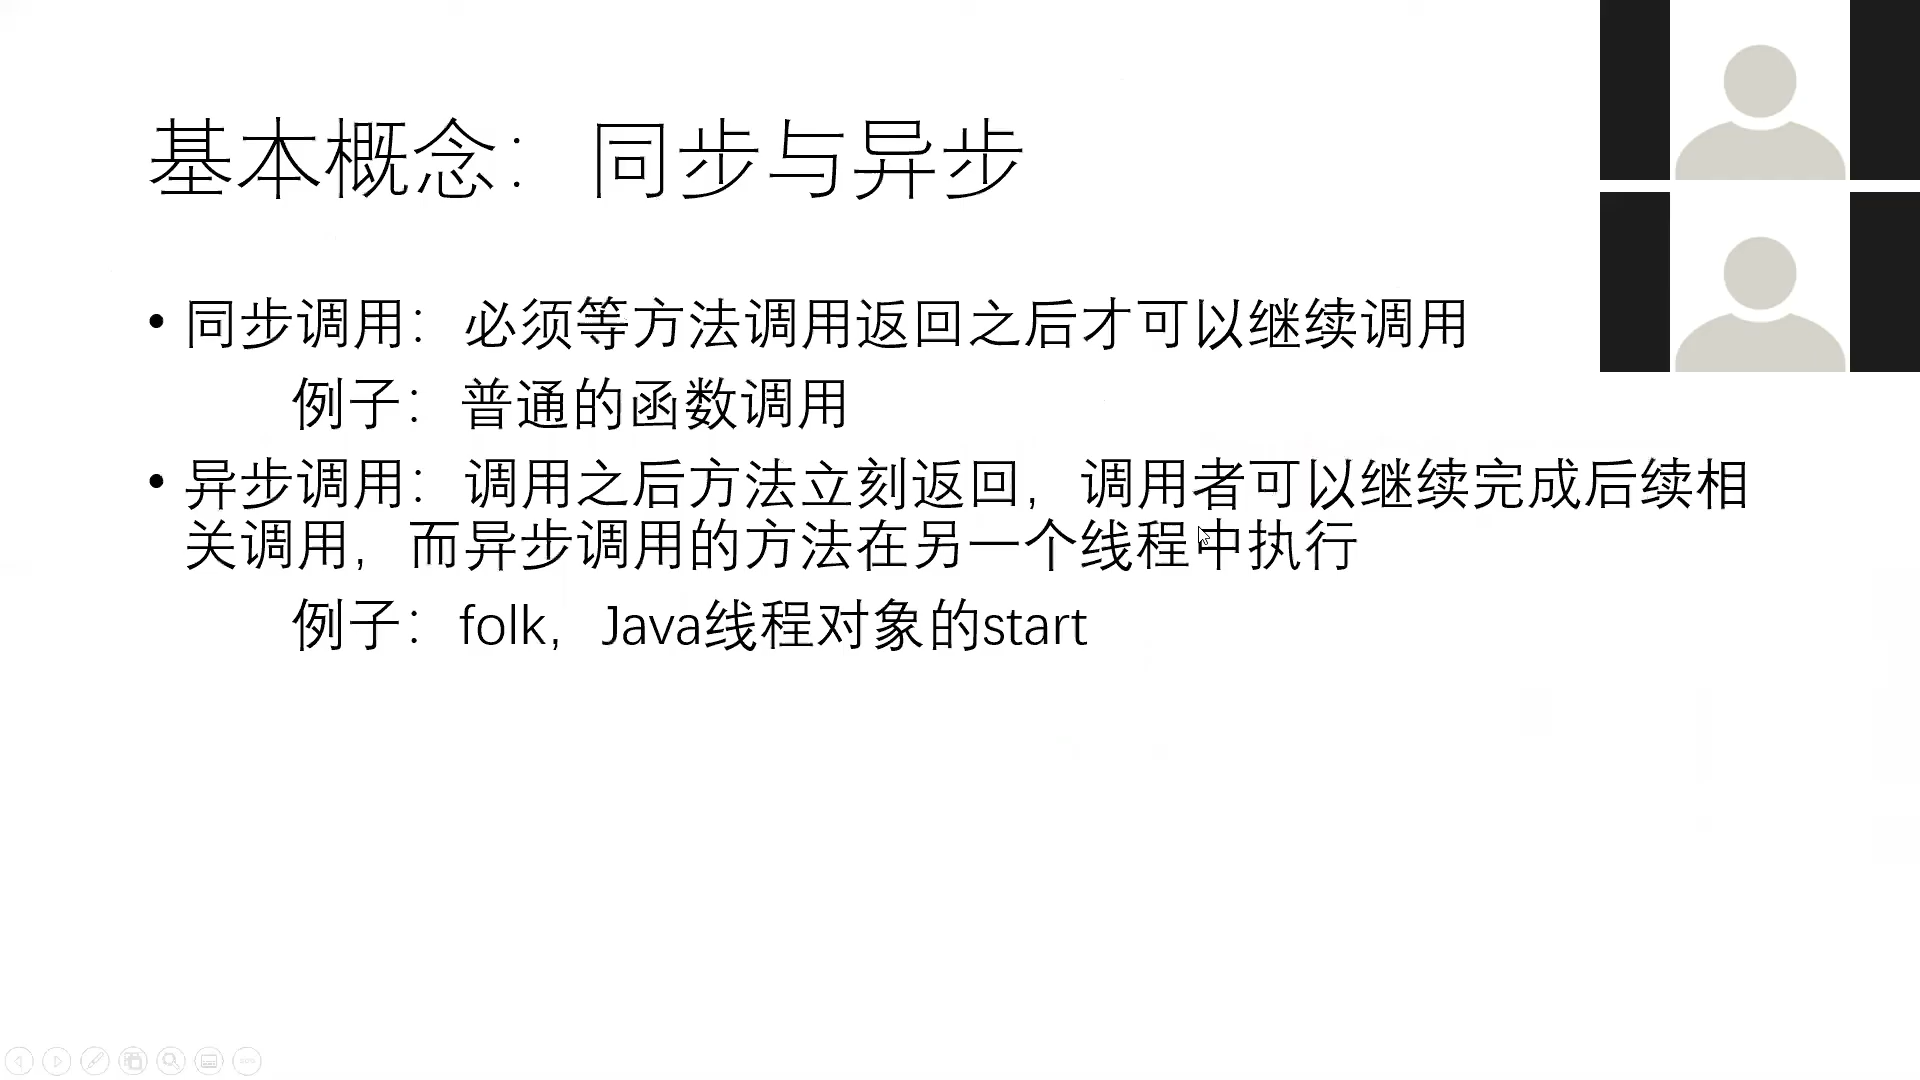 基本概念：同步与异步
• 同步调用：必须等方法调用返回之后才可以继续调用
例子：普通的函数调用
• 异步调用：调用之后方法立刻返回，调用者可以继续完成后续相
关调用，而异步调用的方法在另一个线程中执行
例子：folk，Java线程对象的start